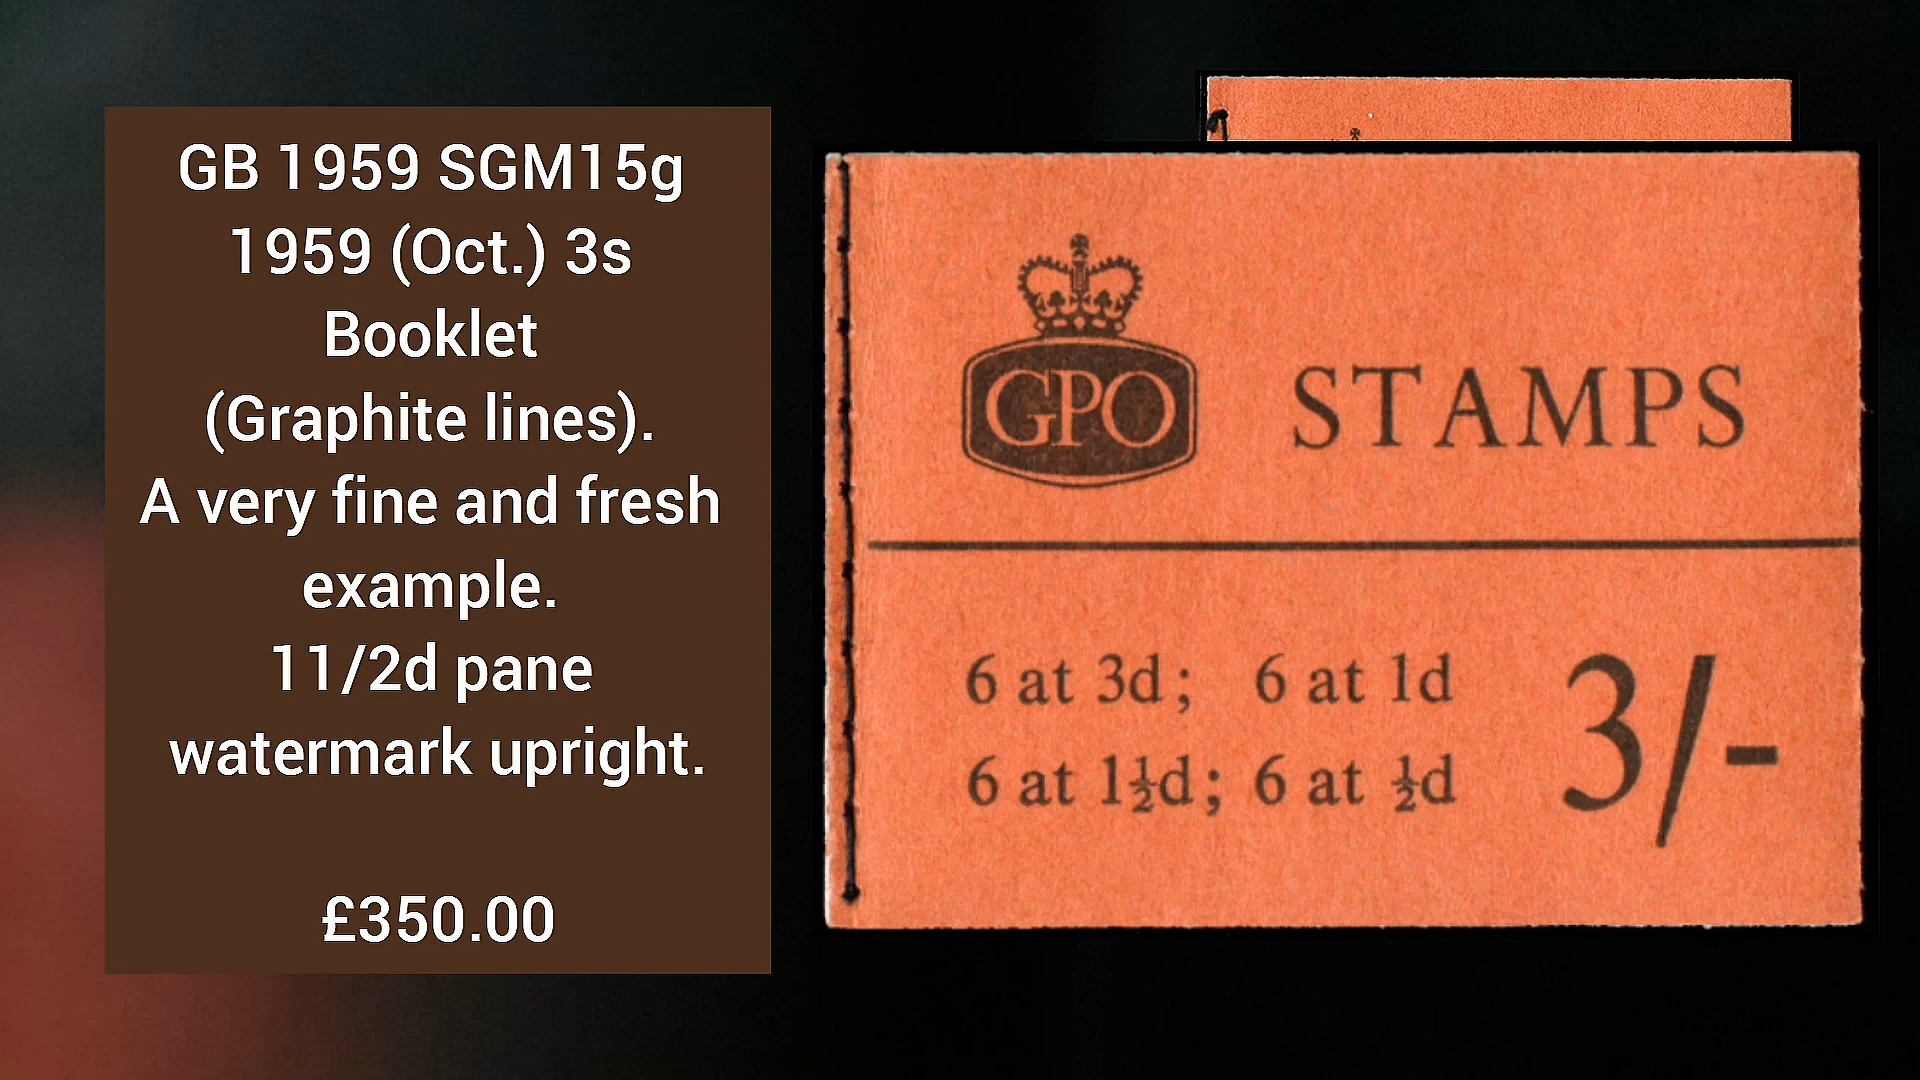 GB 1959 SGM15g
1959 (Oct.) 3s
Booklet
(Graphite lines).
A very fine and fresh
example.
11/2d pane
watermark upright.
£350.00
GPO STAMPS
6 at 3d; 6 at 1d
6 at 1½d; 6 at ½d
3/-